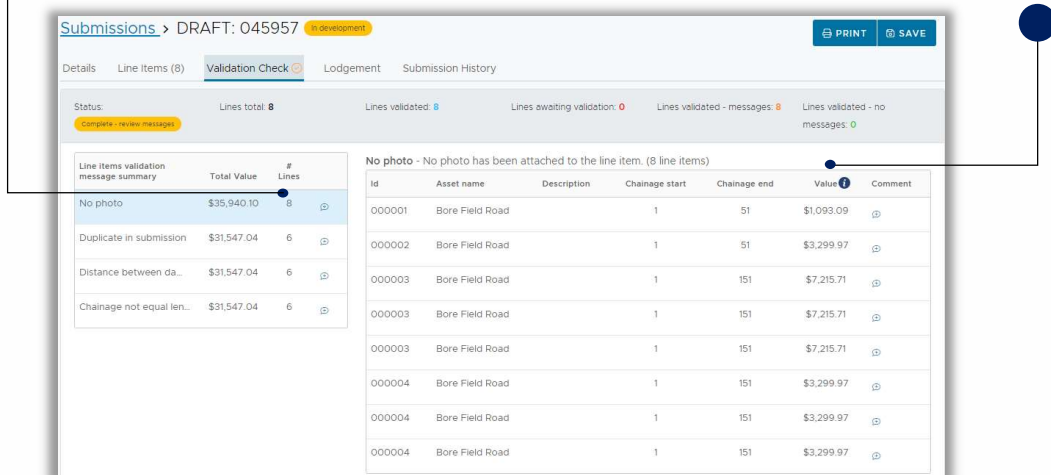 Submissions > DRAFT: 045957 In development
PRINT SAVE
Details Line Items (8) Validation Check Lodgement Submission History
Status: Lines total: 8 Lines validated: 8 Lines awaiting validation: 0 Lines validated - messages: 8 Lines validated - no
Complete - review messages messages: 0
Line items validation
message summary Total Value # Lines
No photo $35,940.10 8
Duplicate in submission $31,547.04 6
Distance between da... $31,547.04 6
Chainage not equal len... $31,547.04 6
No photo - No photo has been attached to the line item. (8 line items)
Id Asset name Description Chainage start Chainage end Value i Comment
000001 Bore Field Road 1 51 $1,093.09
000002 Bore Field Road 1 51 $3,299.97
000003 Bore Field Road 1 151 $7,215.71
000003 Bore Field Road 1 151 $7,215.71
000003 Bore Field Road 1 151 $7,215.71
000004 Bore Field Road 1 151 $3,299.97
000004 Bore Field Road 1 151 $3,299.97
000004 Bore Field Road 1 151 $3,299.97